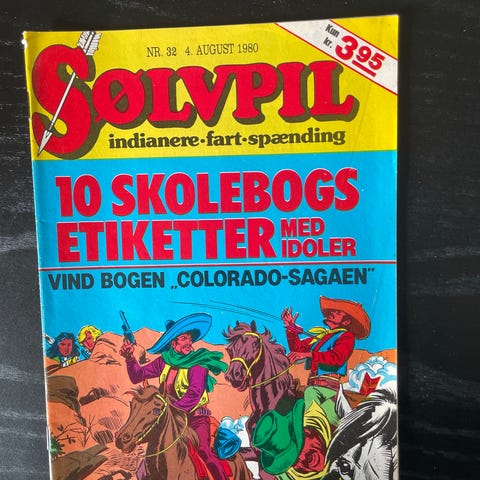 NR. 32 4. AUGUST 1980
Kun kr. 3.95
SØLVPIL
indianere·fart·spænding
10 SKOLEBOGS
ETIKETTER MED IDOLER
VIND BOGEN „COLORADO-SAGAEN"